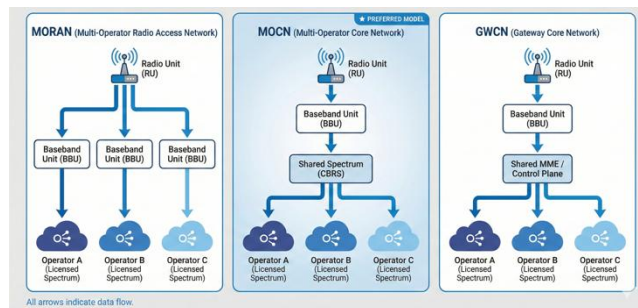 MORAN (Multi-Operator Radio Access Network)
Radio Unit
(RU)
Baseband
Unit (BBU)
Baseband
Unit (BBU)
Baseband
Unit (BBU)
Operator A
(Licensed
Spectrum)
Operator B
(Licensed
Spectrum)
Operator C
(Licensed
Spectrum)
★ PREFERRED MODEL
MOCN (Multi-Operator Core Network)
Radio Unit
(RU)
Baseband
Unit (BBU)
Shared Spectrum
(CBRS)
Operator A
(Licensed
Spectrum)
Operator B
(Licensed
Spectrum)
Operator C
(Licensed
Spectrum)
GWCN (Gateway Core Network)
Radio Unit
(RU)
Baseband
Unit (BBU)
Shared MME /
Control Plane
Operator A
(Licensed
Spectrum)
Operator B
(Licensed
Spectrum)
Operator C
(Licensed
Spectrum)
All arrows indicate data flow.